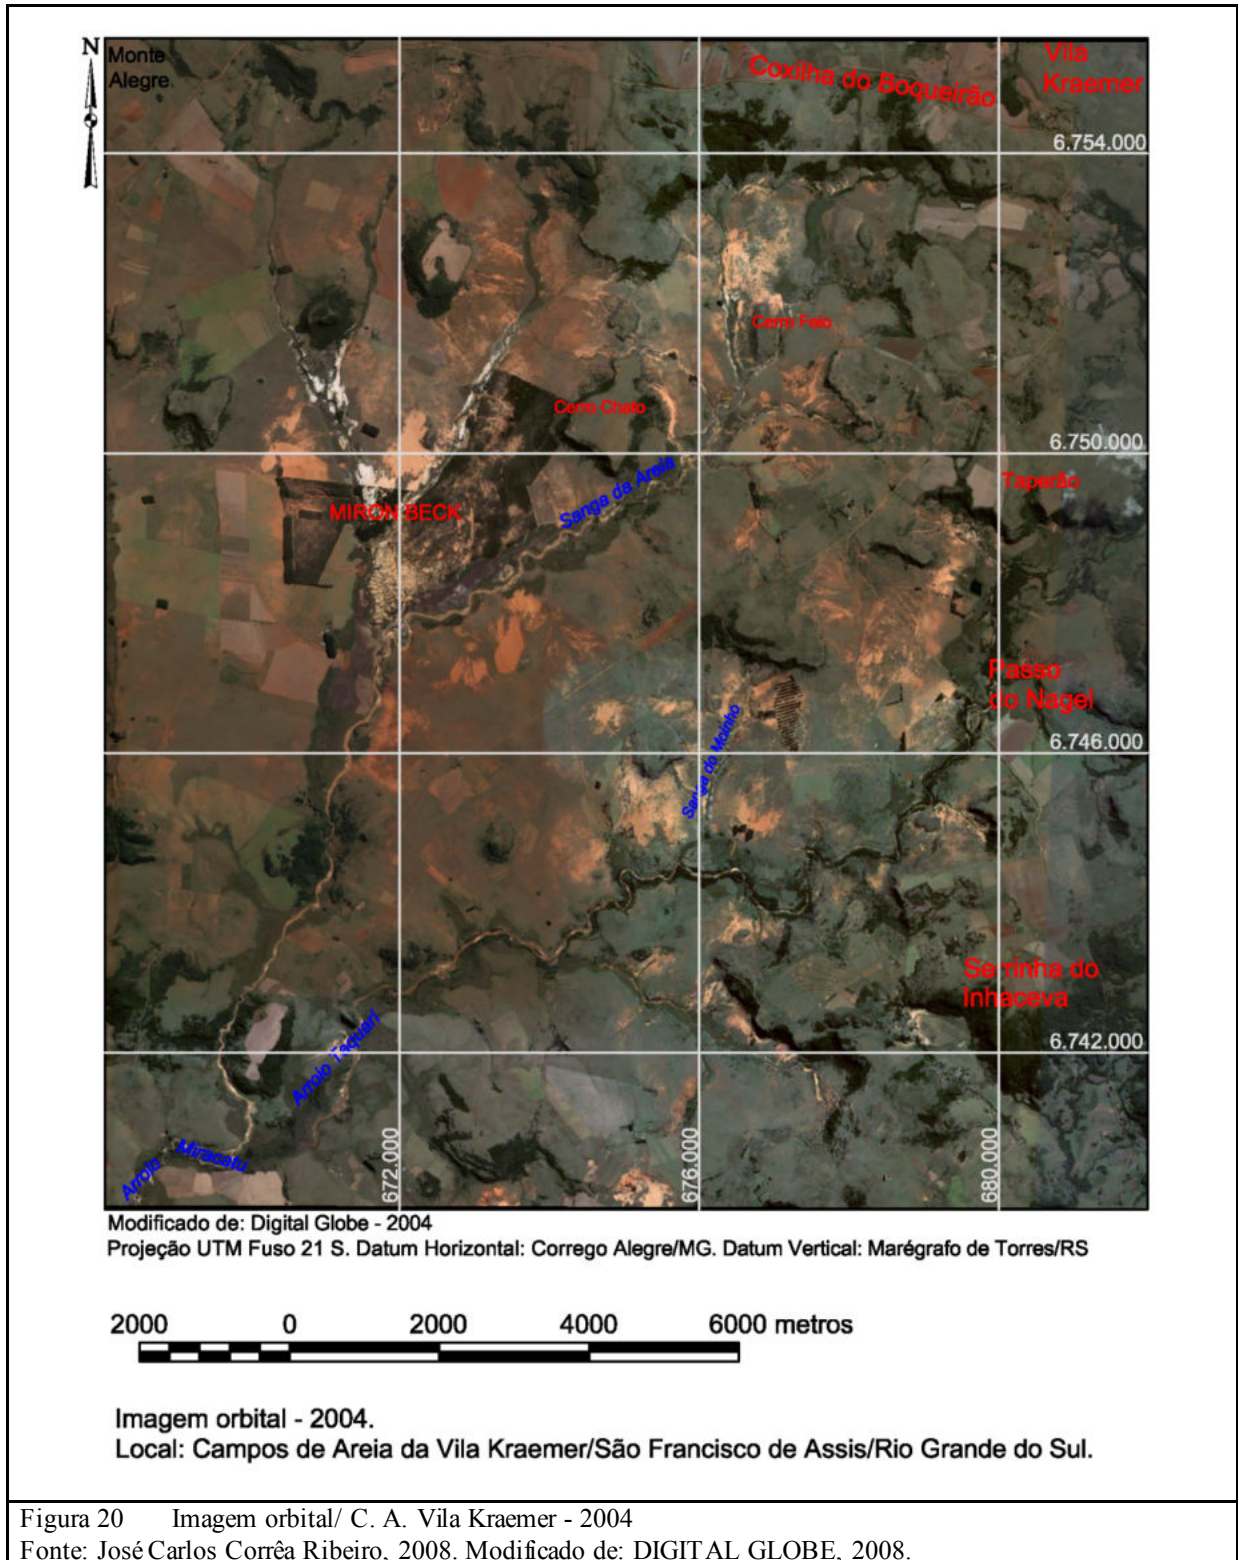 N
Monte
Alegre
Coxilha do Boqueirão
Vila
Kraemer
6.754.000
Cerro Feio
Cerro Chato
6.750.000
Sanga da Areia
Taperão
MIRON BECK
Passo
do Nagel
Sanga do Moinho
6.746.000
Serrinha do
Inhaceva
6.742.000
Arroio Taquari
Arroio Miracatu
672.000
676.000
680.000
Modificado de: Digital Globe - 2004
Projeção UTM Fuso 21 S. Datum Horizontal: Corrego Alegre/MG. Datum Vertical: Marégrafo de Torres/RS
2000 0 2000 4000 6000 metros
Imagem orbital - 2004.
Local: Campos de Areia da Vila Kraemer/São Francisco de Assis/Rio Grande do Sul.
Figura 20 Imagem orbital/ C. A. Vila Kraemer - 2004
Fonte: José Carlos Corrêa Ribeiro, 2008. Modificado de: DIGITAL GLOBE, 2008.